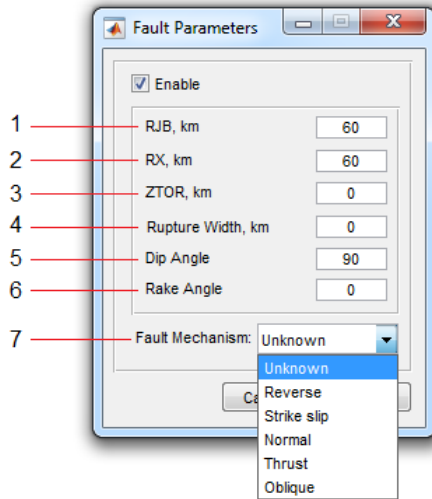 Fault Parameters
Enable
1 RJB, km 60
2 RX, km 60
3 ZTOR, km 0
4 Rupture Width, km 0
5 Dip Angle 90
6 Rake Angle 0
7 Fault Mechanism: Unknown
Unknown
Reverse
Strike slip
Normal
Thrust
Oblique